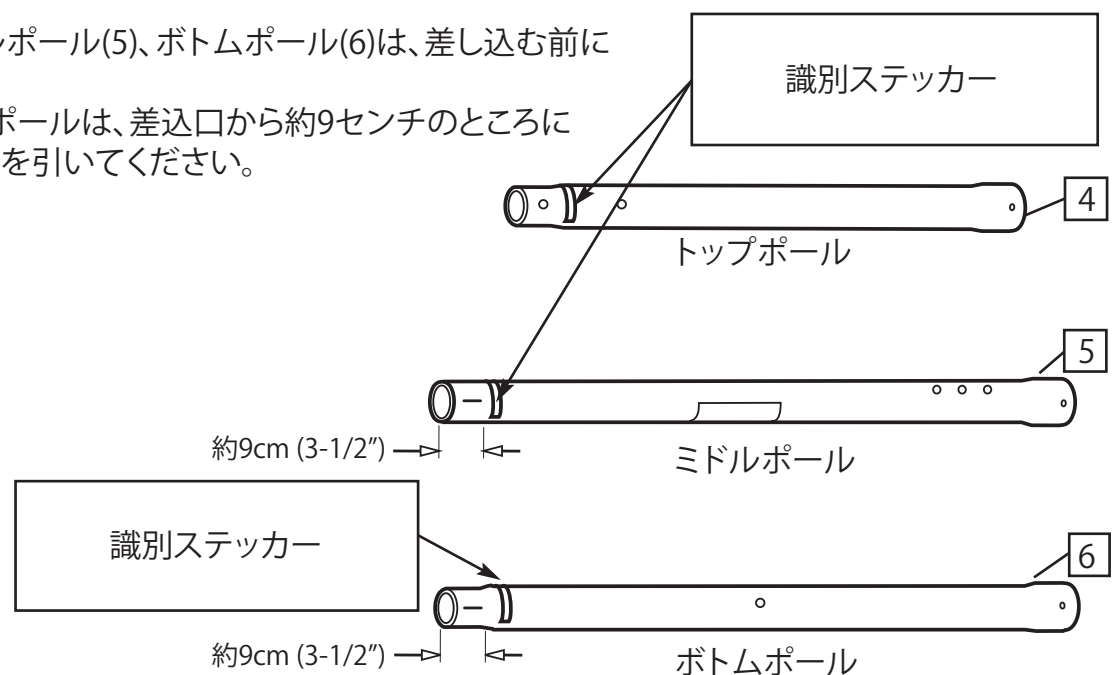 ルポール(5)、ボトムポール(6)は、差し込む前に
ポールは、差込口から約9センチのところに
を引いてください。
識別ステッカー
4
トップポール
5
約9cm (3-1/2”)
ミドルポール
識別ステッカー
6
約9cm (3-1/2”)
ボトムポール